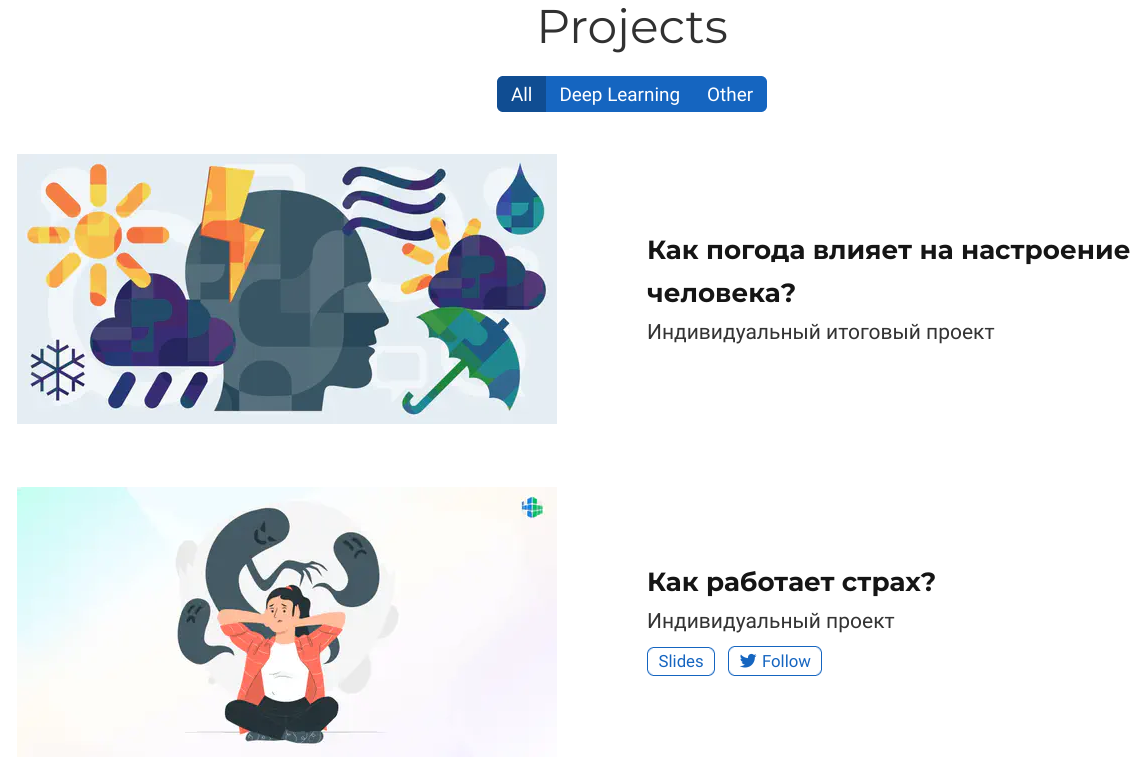 Projects
All Deep Learning Other
Как погода влияет на настроение
человека?
Индивидуальный итоговый проект
Как работает страх?
Индивидуальный проект
Slides Follow